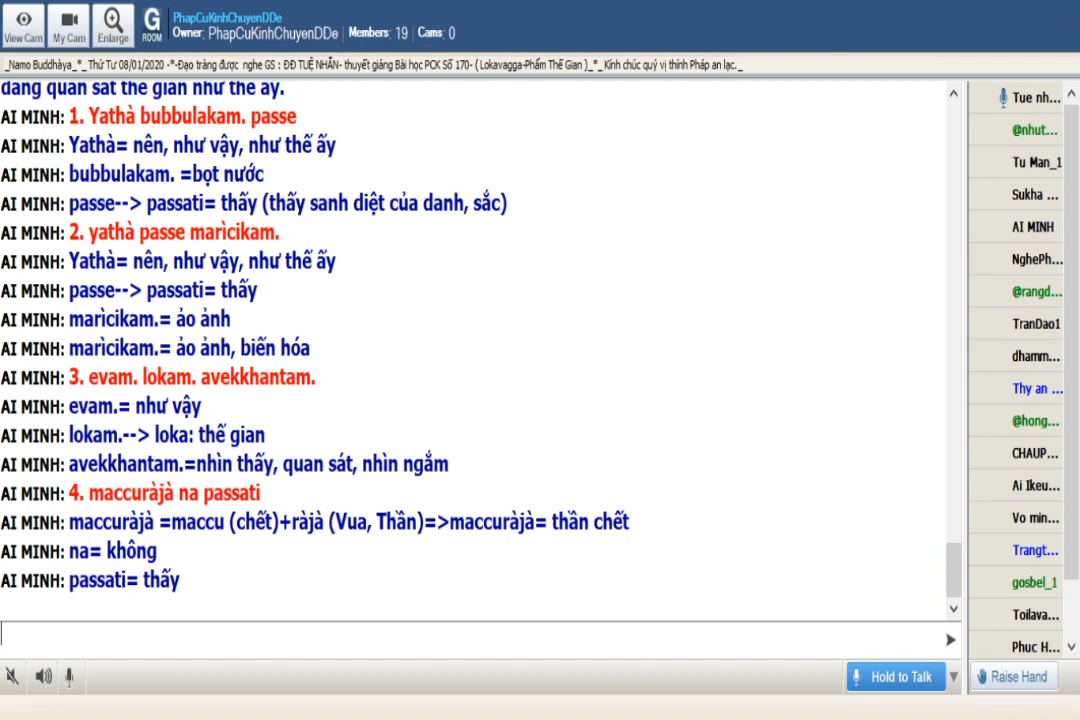 View Cam
My Cam
Enlarge
G
ROOM
PhapCuKinhChuyenDDe
Owner: PhapCuKinhChuyenDDe Members: 19 Cams: 0
_Namo Buddhàya_*_ Thứ Tư 08/01/2020 -*-Đạo tràng được nghe GS : ĐĐ TUỆ NHÂN- thuyết giảng Bài học PCK Số 170- ( Lokavagga-Phẩm Thế Gian )_*_ Kính chúc quý vị thính Pháp an lạc._
đang quan sát thế gian như thế ấy.
AI MINH: 1. Yathà bubbulakam. passe
AI MINH: Yathà= nên, như vậy, như thế ấy
AI MINH: bubbulakam. =bọt nước
AI MINH: passe--> passati= thấy (thấy sanh diệt của danh, sắc)
AI MINH: 2. yathà passe marìcikam.
AI MINH: Yathà= nên, như vậy, như thế ấy
AI MINH: passe--> passati= thấy
AI MINH: marìcikam.= ảo ảnh
AI MINH: marìcikam.= ảo ảnh, biến hóa
AI MINH: 3. evam. lokam. avekkhantam.
AI MINH: evam.= như vậy
AI MINH: lokam.--> loka: thế gian
AI MINH: avekkhantam.=nhìn thấy, quan sát, nhìn ngắm
AI MINH: 4. maccuràjà na passati
AI MINH: maccuràjà =maccu (chết)+ràjà (Vua, Thần)=>maccuràjà= thần chết
AI MINH: na= không
AI MINH: passati= thấy
Tue nh...
@nhut...
Tu Man_1
Sukha ...
AI MINH
NghePh...
@rangd...
TranDao1
dhamm...
Thy an ...
@hong...
CHAUP...
Ai Ikeu...
Vo min...
Trangt...
gosbel_1
Toilava...
Phuc H...
Hold to Talk
Raise Hand